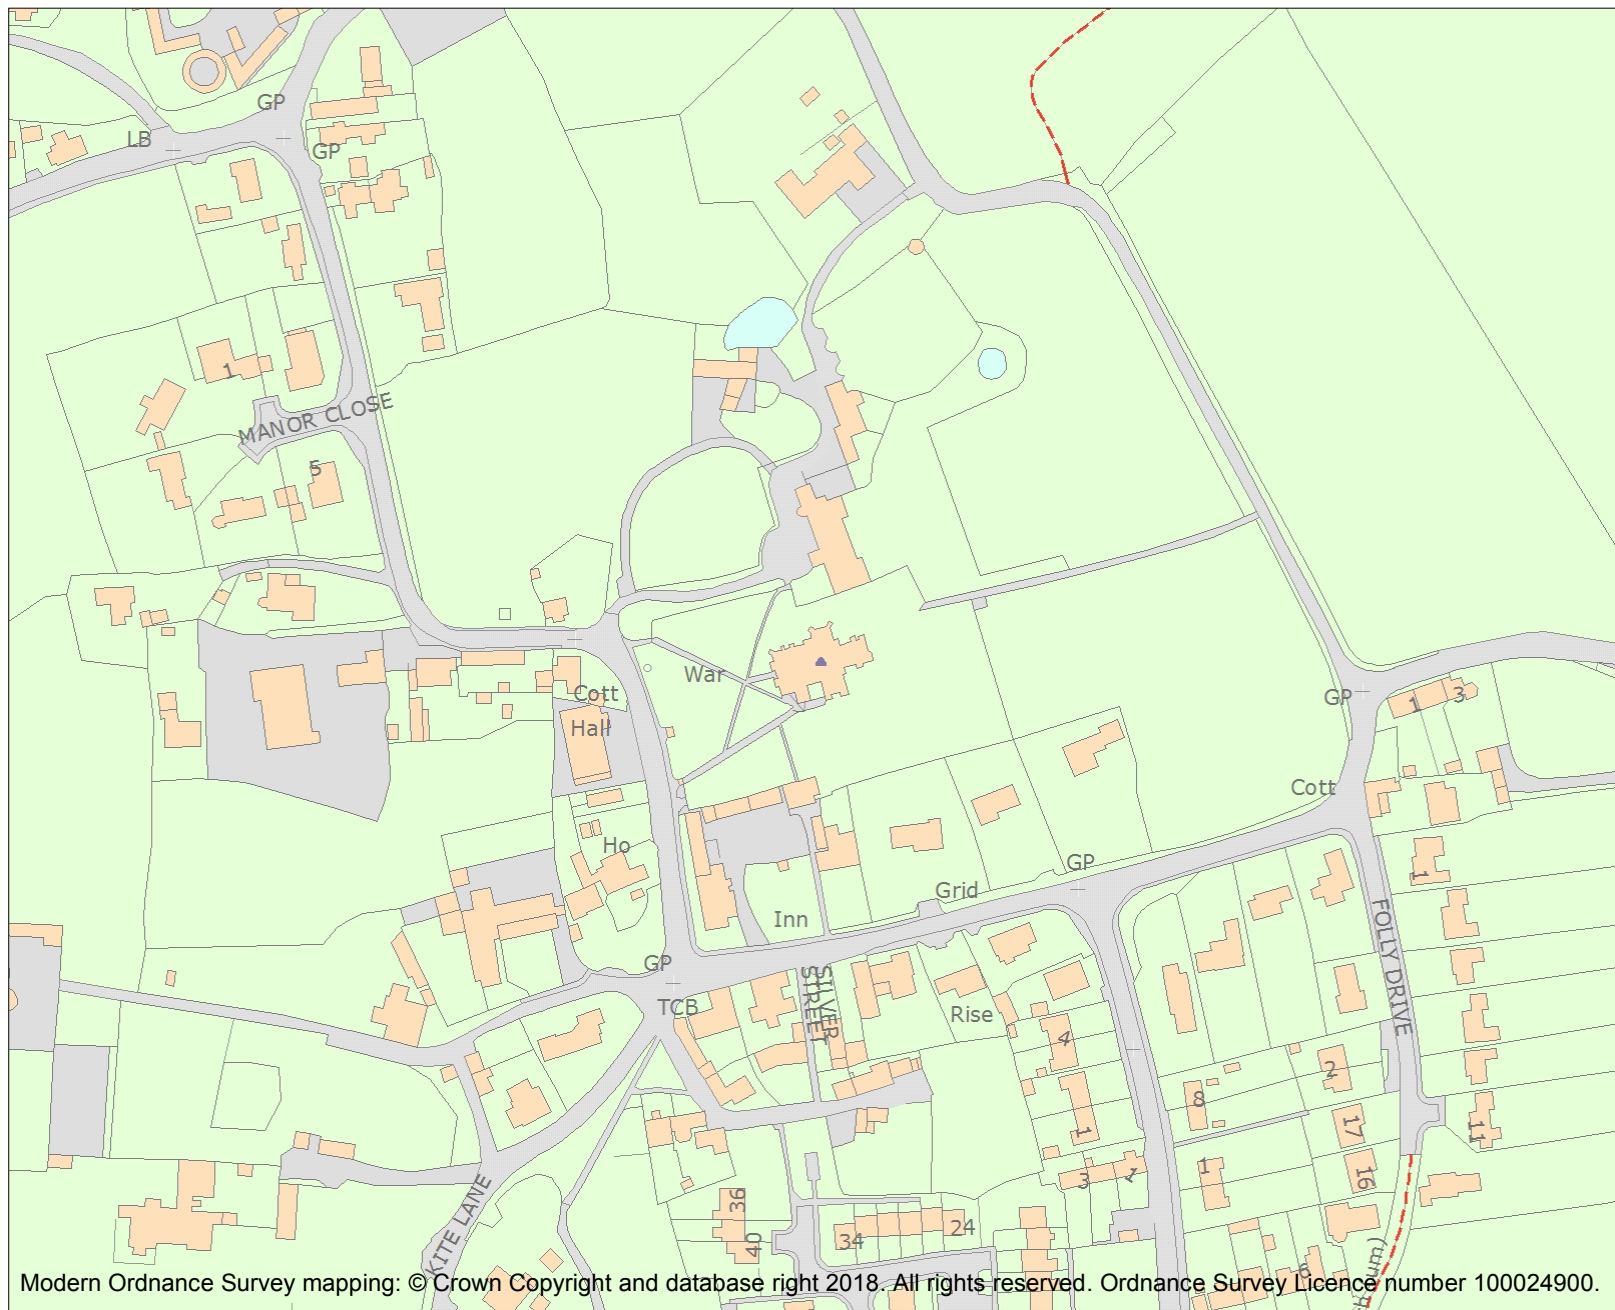 GP
LB
GP
1
MANOR CLOSE
5
War
Cott
Hall
GP
1
3
Cott
Ho
GP
1
Grid
Inn
FOLLY DRIVE
GP
TCB
SILVER
STREET
Rise
4
2
8
1
17
11
1
3
1
16
36
24
34
40
KITE LANE
6
Modern Ordnance Survey mapping: © Crown Copyright and database right 2018. All rights reserved. Ordnance Survey Licence number 100024900.